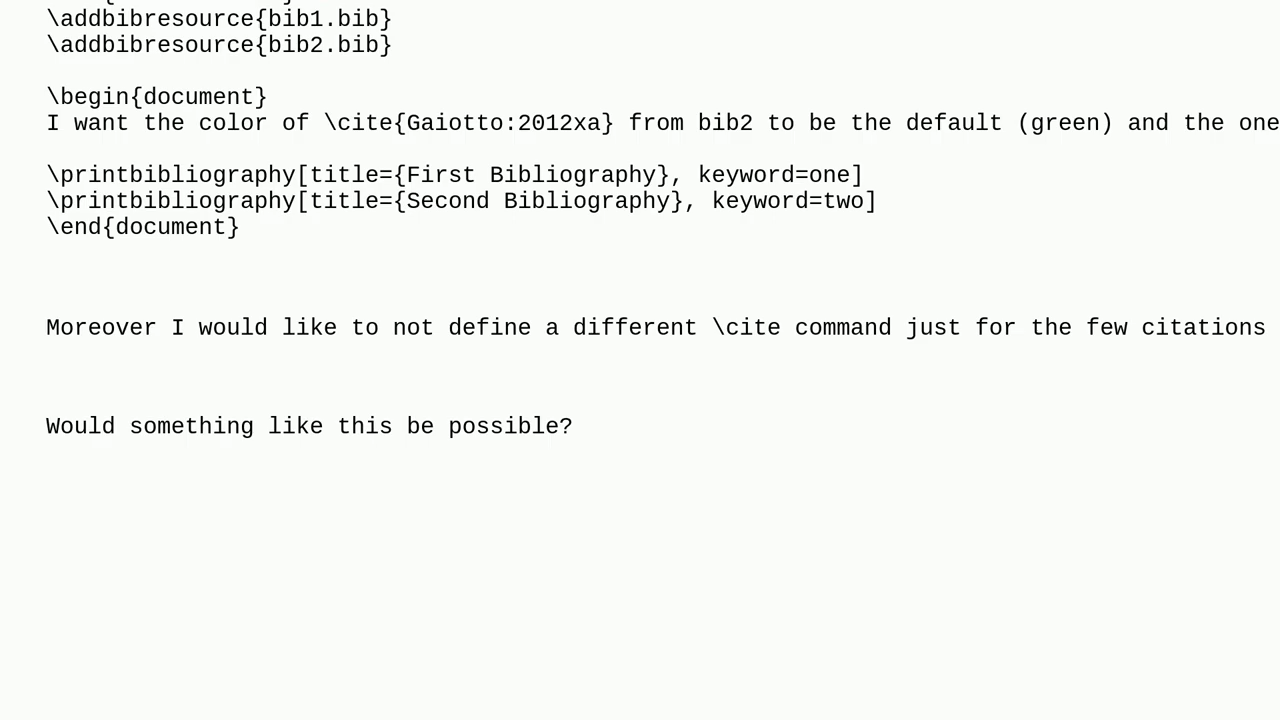 \addbibresource{bib1.bib}
\addbibresource{bib2.bib}
\begin{document}
I want the color of \cite{Gaiotto:2012xa} from bib2 to be the default (green) and the one
\printbibliography[title={First Bibliography}, keyword=one]
\printbibliography[title={Second Bibliography}, keyword=two]
\end{document}
Moreover I would like to not define a different \cite command just for the few citations
Would something like this be possible?